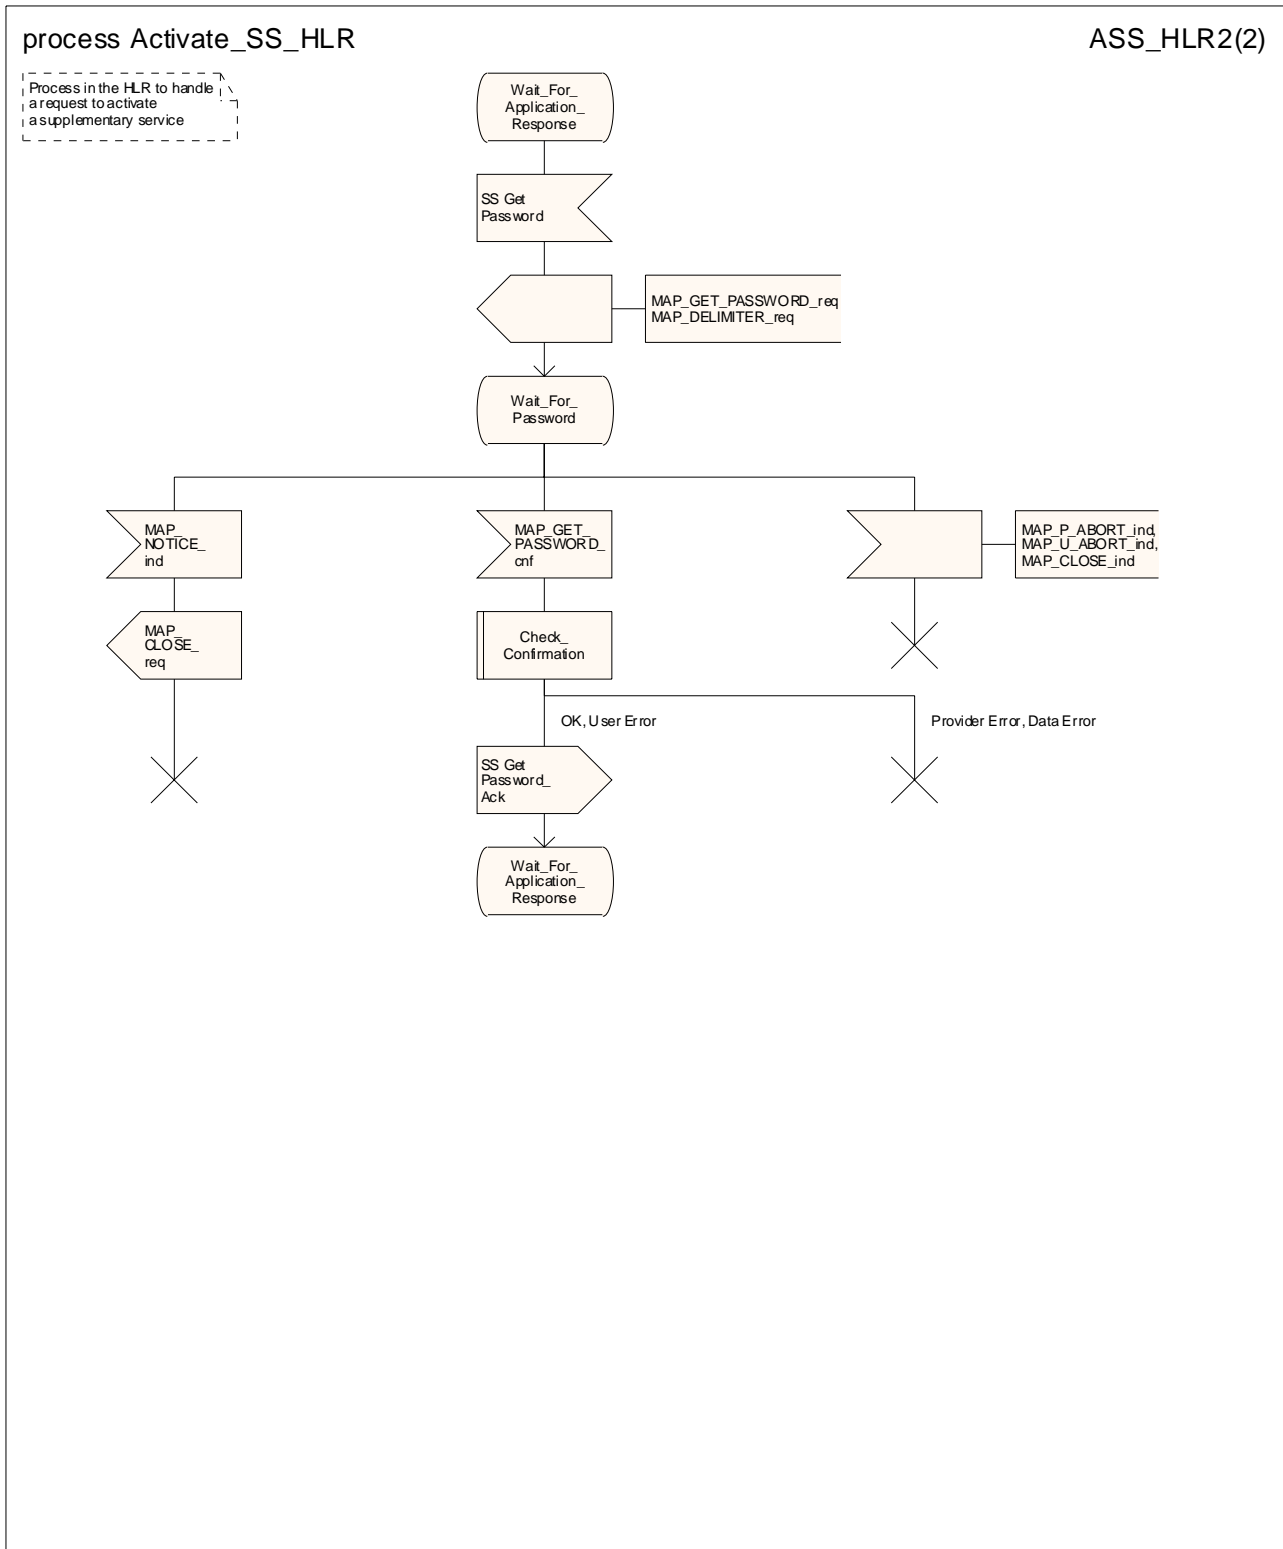 process Activate_SS_HLR
ASS_HLR2(2)
Process in the HLR to handle
a request to activate
a supplementary service
Wait_For_
Application_
Response
SS Get
Password
MAP_GET_PASSWORD_req
MAP_DELIMITER_req
Wait_For_
Password
MAP_
NOTICE_
ind
MAP_GET_
PASSWORD_
cnf
MAP_P_ABORT_ind,
MAP_U_ABORT_ind,
MAP_CLOSE_ind
MAP_
CLOSE_
req
Check_
Confirmation
OK, User Error
Provider Error, Data Error
SS Get
Password_
Ack
Wait_For_
Application_
Response